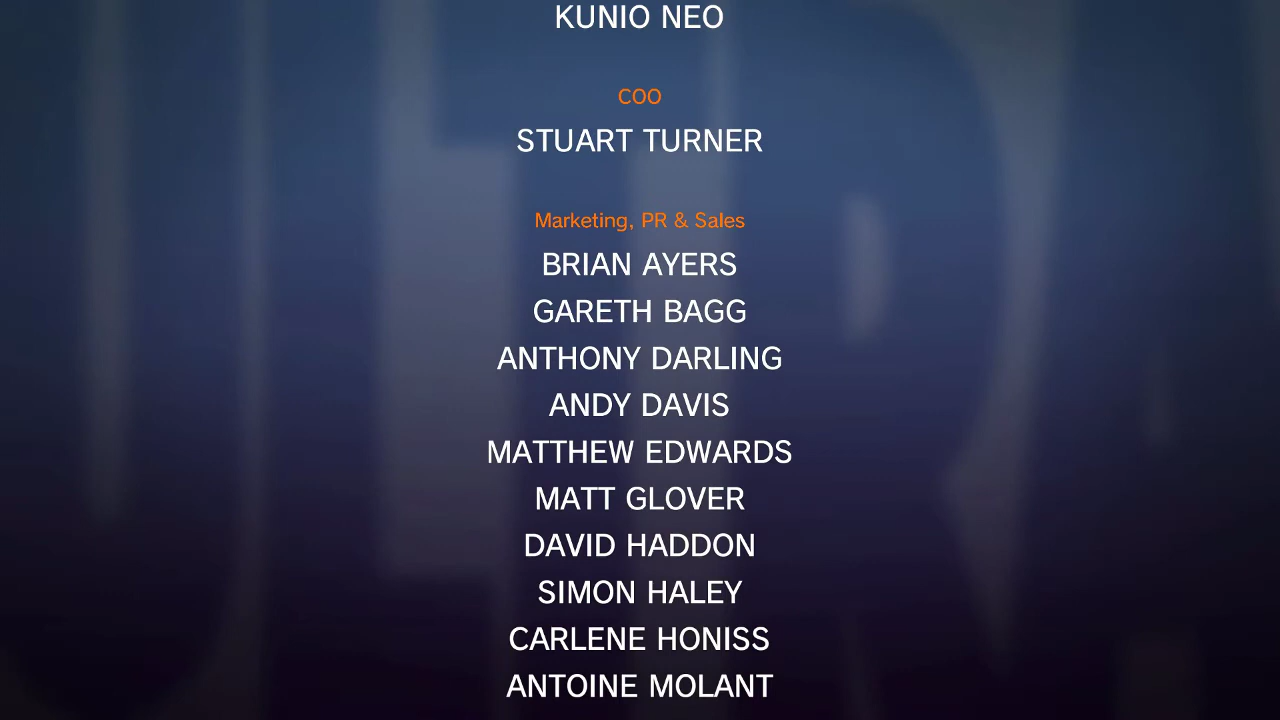 KUNIO NEO
COO
STUART TURNER
Marketing, PR & Sales
BRIAN AYERS
GARETH BAGG
ANTHONY DARLING
ANDY DAVIS
MATTHEW EDWARDS
MATT GLOVER
DAVID HADDON
SIMON HALEY
CARLENE HONISS
ANTOINE MOLANT